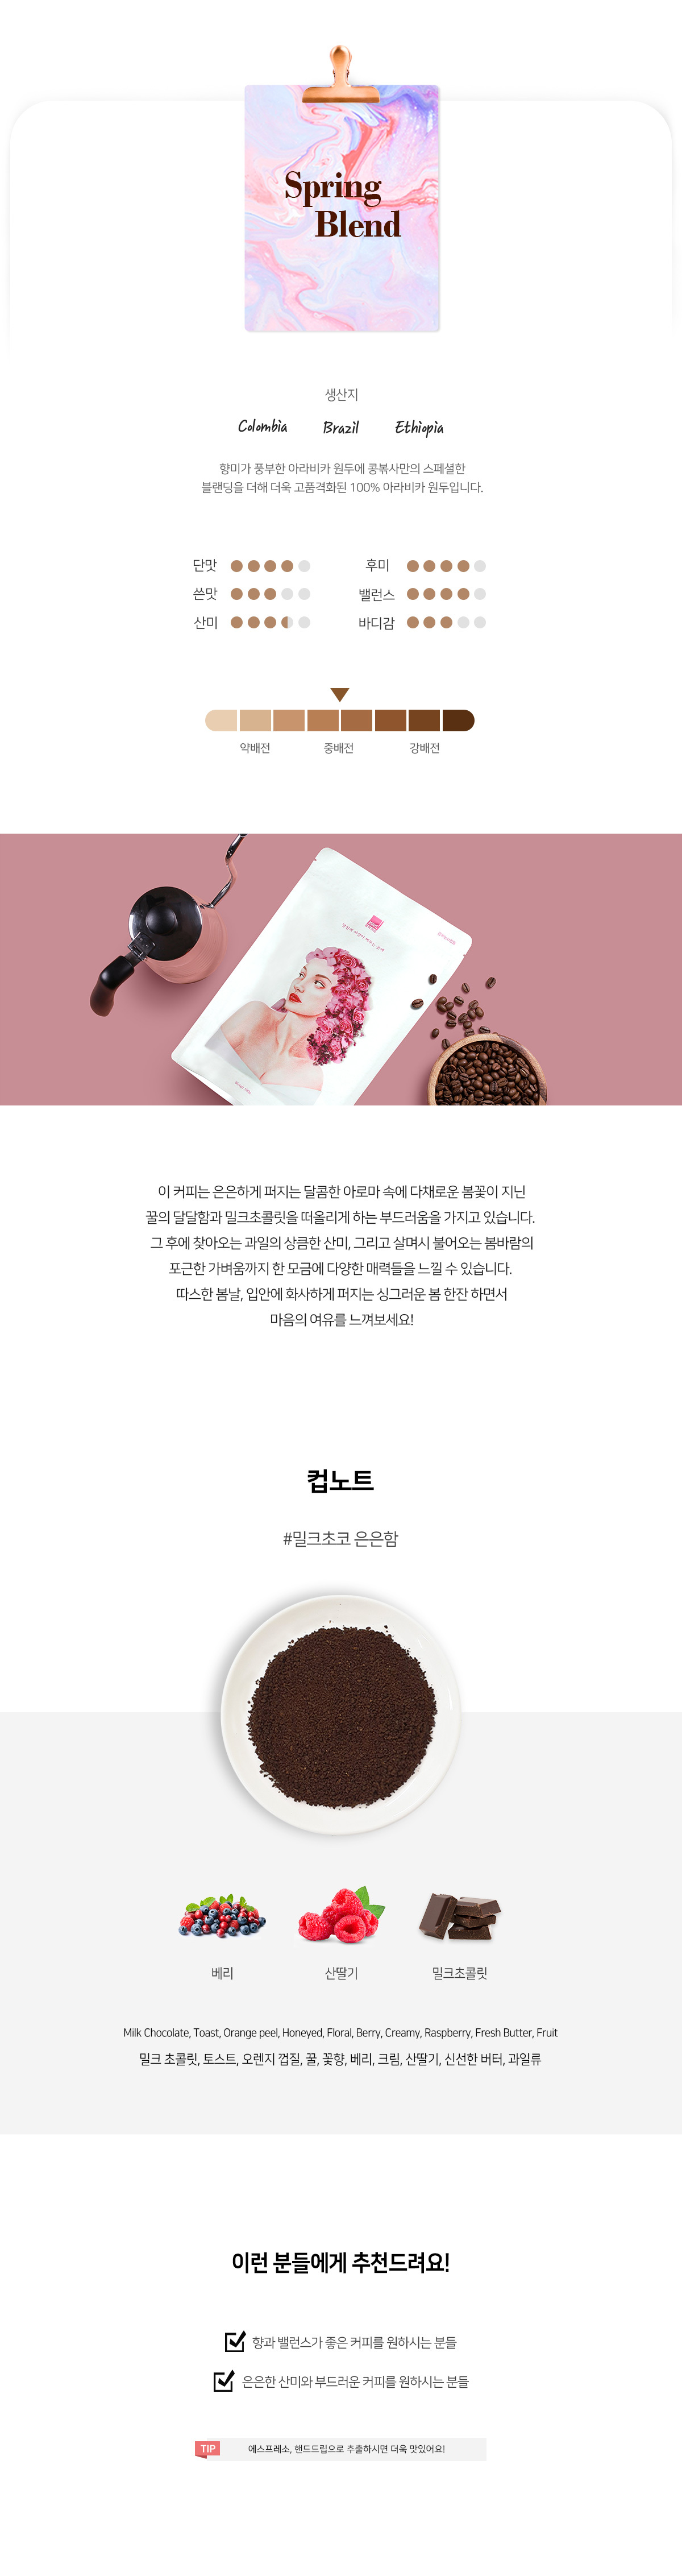 Spring
Blend
생산지
Colombia Brazil Ethiopia
향미가 풍부한 아라비카 원두에 콩볶사만의 스페셜한
블랜딩을 더해 더욱 고품격화된 100% 아라비카 원두입니다.
단맛 후미
쓴맛 밸런스
산미 바디감
약배전 중배전 강배전
이 커피는 은은하게 퍼지는 달콤한 아로마 속에 다채로운 봄꽃이 지닌
꿀의 달달함과 밀크초콜릿을 떠올리게 하는 부드러움을 가지고 있습니다.
그 후에 찾아오는 과일의 상큼한 산미, 그리고 살며시 불어오는 봄바람의
포근한 가벼움까지 한 모금에 다양한 매력들을 느낄 수 있습니다.
따스한 봄날, 입안에 화사하게 퍼지는 싱그러운 봄 한잔 하면서
마음의 여유를 느껴보세요!
컵노트
#밀크초코 은은함
베리 산딸기 밀크초콜릿
Milk Chocolate, Toast, Orange peel, Honeyed, Floral, Berry, Creamy, Raspberry, Fresh Butter, Fruit
밀크 초콜릿, 토스트, 오렌지 껍질, 꿀, 꽃향, 베리, 크림, 산딸기, 신선한 버터, 과일류
이런 분들에게 추천드려요!
향과 밸런스가 좋은 커피를 원하시는 분들
은은한 산미와 부드러운 커피를 원하시는 분들
TIP 에스프레소, 핸드드립으로 추출하시면 더욱 맛있어요!